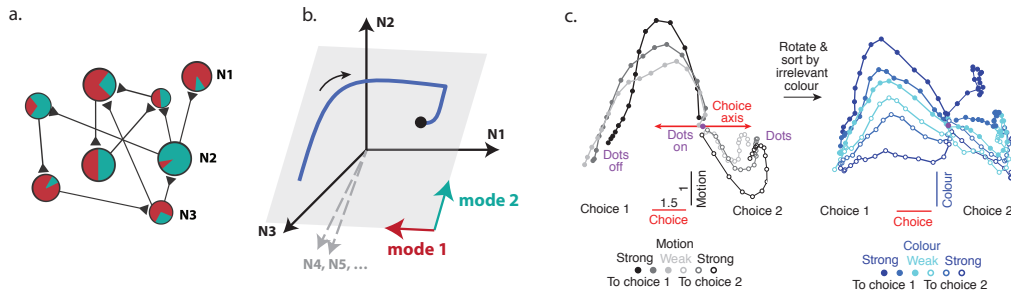 a.
N1
N2
N3
b.
N2
N1
mode 2
N3
mode 1
N4, N5, ...
c.
Choice
axis
Dots
on
Dots
Dots
off
1
Motion
1.5
Choice 1
Choice
Choice 2
Motion
Strong Weak Strong
To choice 1 To choice 2
Rotate &
sort by
irrelevant
colour
Colour
Choice 1
Choice
Choice 2
Colour
Strong Weak Strong
To choice 1 To choice 2